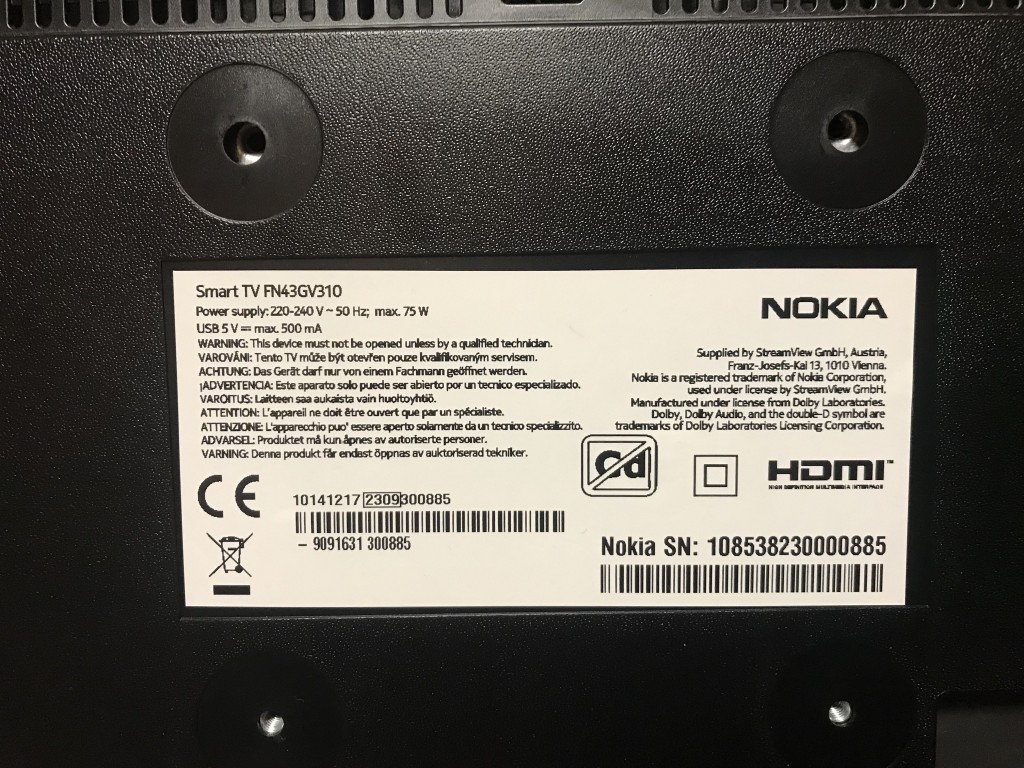 Smart TV FN43GV310
Power supply: 220-240 V ~ 50 Hz; max. 75 W
USB 5 V ⎓ max. 500 mA
WARNING: This device must not be opened unless by a qualified technician.
VAROVÁNI: Tento TV může být otevřen pouze kvalifikovaným servisem.
ACHTUNG: Das Gerät darf nur von einem Fachmann geöffnet werden.
¡ADVERTENCIA: Este aparato solo puede ser abierto por un tecnico especializado.
VAROITUS: Laitteen saa aukaista vain huoltoyhtiö.
ATTENTION: L'appareil ne doit être ouvert que par un spécialiste.
ATTENZIONE: L'apparecchio puo' essere aperto solamente da un tecnico specializzito.
ADVARSEL: Produktet må kun åpnes av autoriserte personer.
VARNING: Denna produkt får endast öppnas av auktoriserad tekniker.
NOKIA
Supplied by StreamView GmbH, Austria,
Franz-Josefs-Kai 13, 1010 Vienna.
Nokia is a registered trademark of Nokia Corporation,
used under license by StreamView GmbH.
Manufactured under license from Dolby Laboratories.
Dolby, Dolby Audio, and the double-D symbol are
trademarks of Dolby Laboratories Licensing Corporation.
Cd
HDMI™
HIGH DEFINITION MULTIMEDIA INTERFACE
CE
10141217 2309 300885
– 9091631 300885
Nokia SN: 108538230000885